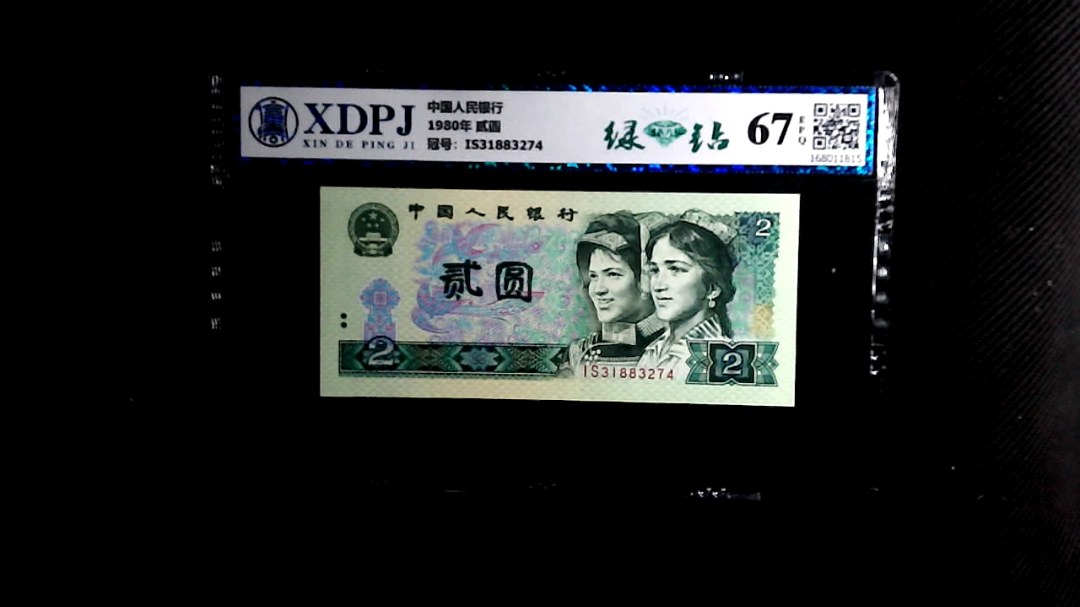 XDPJ
XIN DE PING JI
中国人民银行
1980年 贰圆
冠号: IS31883274
绿钻
67
EPQ
168011815
中国人民银行
2
贰圆
2
IS31883274
2